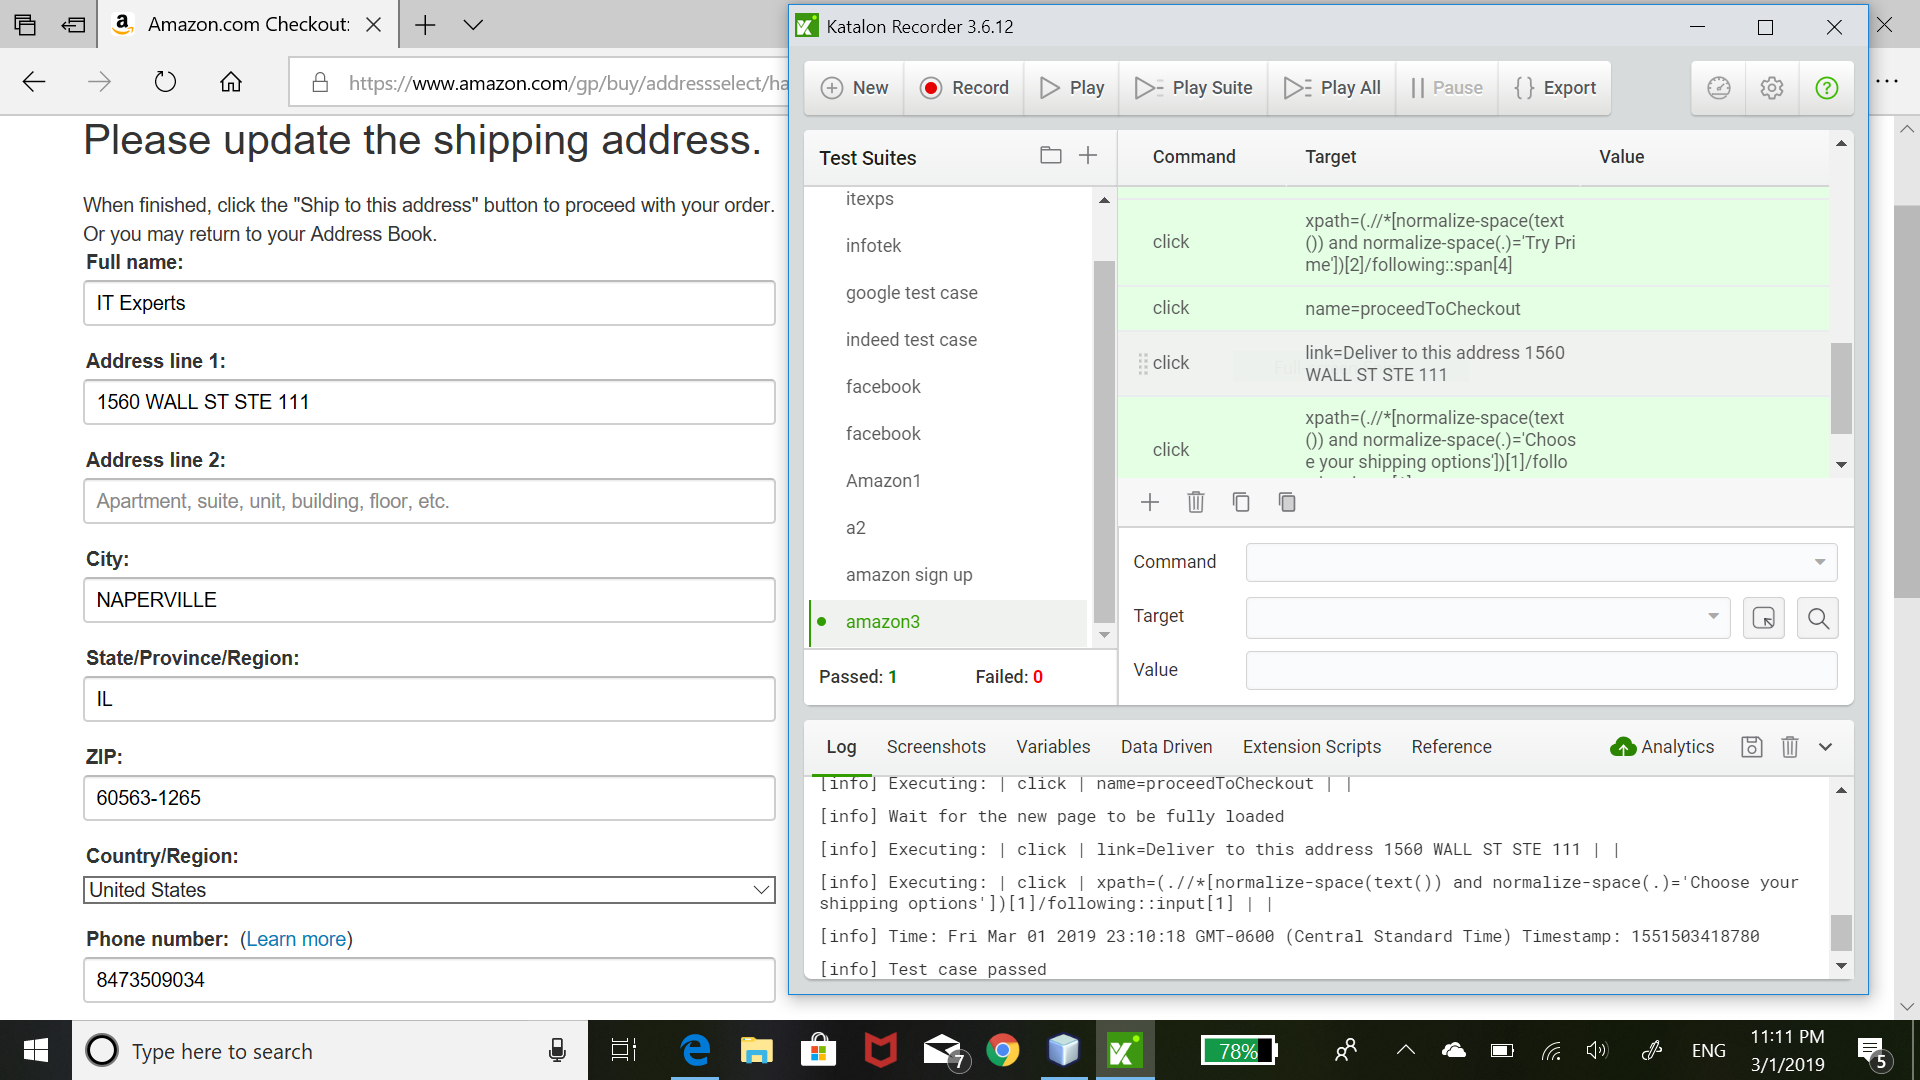 Amazon.com Checkout:
https://www.amazon.com/gp/buy/addressselect/ha
Please update the shipping address.
When finished, click the "Ship to this address" button to proceed with your order.
Or you may return to your Address Book.
Full name:
IT Experts
Address line 1:
1560 WALL ST STE 111
Address line 2:
Apartment, suite, unit, building, floor, etc.
City:
NAPERVILLE
State/Province/Region:
IL
ZIP:
60563-1265
Country/Region:
United States
Phone number: (Learn more)
8473509034
Katalon Recorder 3.6.12
New
Record
Play
Play Suite
Play All
Pause
Export
Test Suites
itexps
infotek
google test case
indeed test case
facebook
facebook
Amazon1
a2
amazon sign up
amazon3
Passed: 1
Failed: 0
Command Target Value
click
xpath=(.//*[normalize-space(text
()) and normalize-space(.)='Try Pri
me'])[2]/following::span[4]
click name=proceedToCheckout
click
link=Deliver to this address 1560
WALL ST STE 111
click
xpath=(.//*[normalize-space(text
()) and normalize-space(.)='Choos
e your shipping options'])[1]/follo
Command
Target
Value
Log
Screenshots
Variables
Data Driven
Extension Scripts
Reference
Analytics
[info] Executing: | click | name=proceedToCheckout | |
[info] Wait for the new page to be fully loaded
[info] Executing: | click | link=Deliver to this address 1560 WALL ST STE 111 | |
[info] Executing: | click | xpath=(.//*[normalize-space(text()) and normalize-space(.)='Choose your
shipping options'])[1]/following::input[1] | |
[info] Time: Fri Mar 01 2019 23:10:18 GMT-0600 (Central Standard Time) Timestamp: 1551503418780
[info] Test case passed
Type here to search
7
78%
ENG
11:11 PM
3/1/2019
5